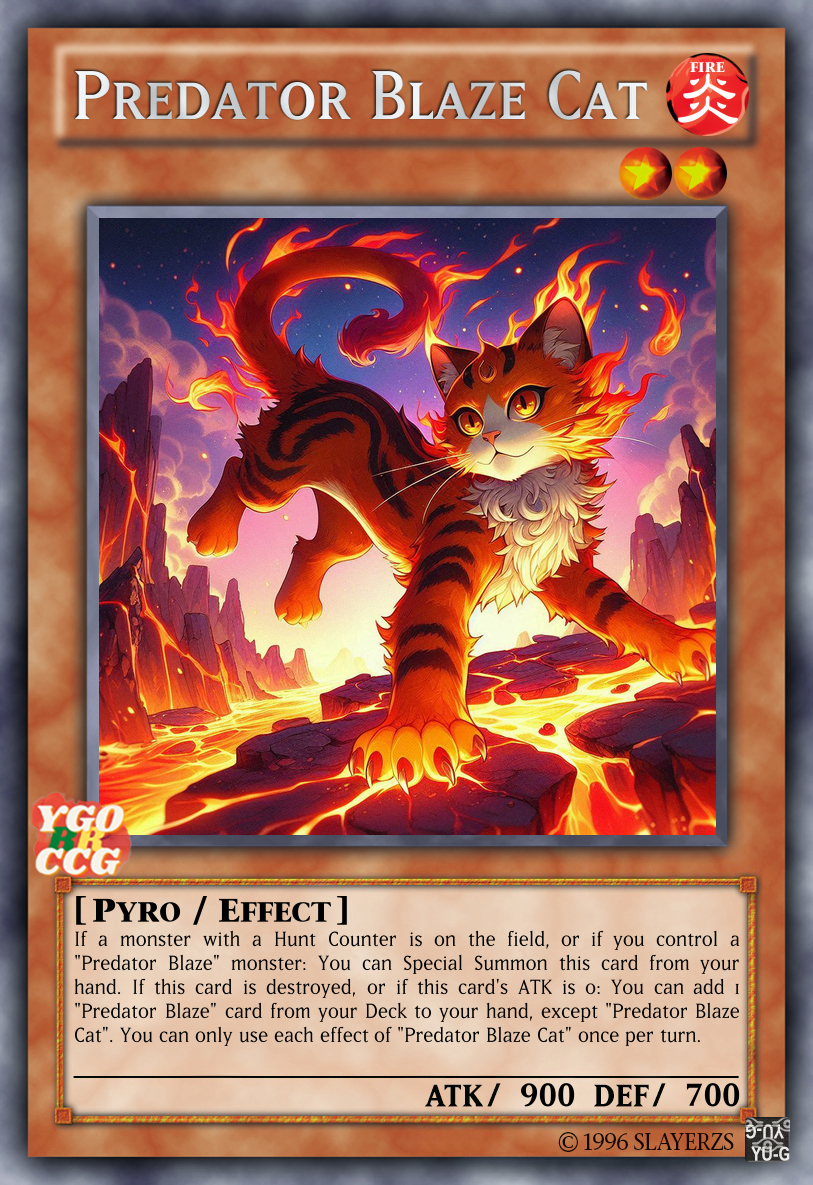 Predator Blaze Cat
FIRE
炎
YGO
BR
CCG
[ Pyro / Effect ]
If a monster with a Hunt Counter is on the field, or if you control a
"Predator Blaze" monster: You can Special Summon this card from your
hand. If this card is destroyed, or if this card's ATK is 0: You can add 1
"Predator Blaze" card from your Deck to your hand, except "Predator Blaze
Cat". You can only use each effect of "Predator Blaze Cat" once per turn.
ATK/ 900 DEF/ 700
© 1996 SLAYERZS
YU-G